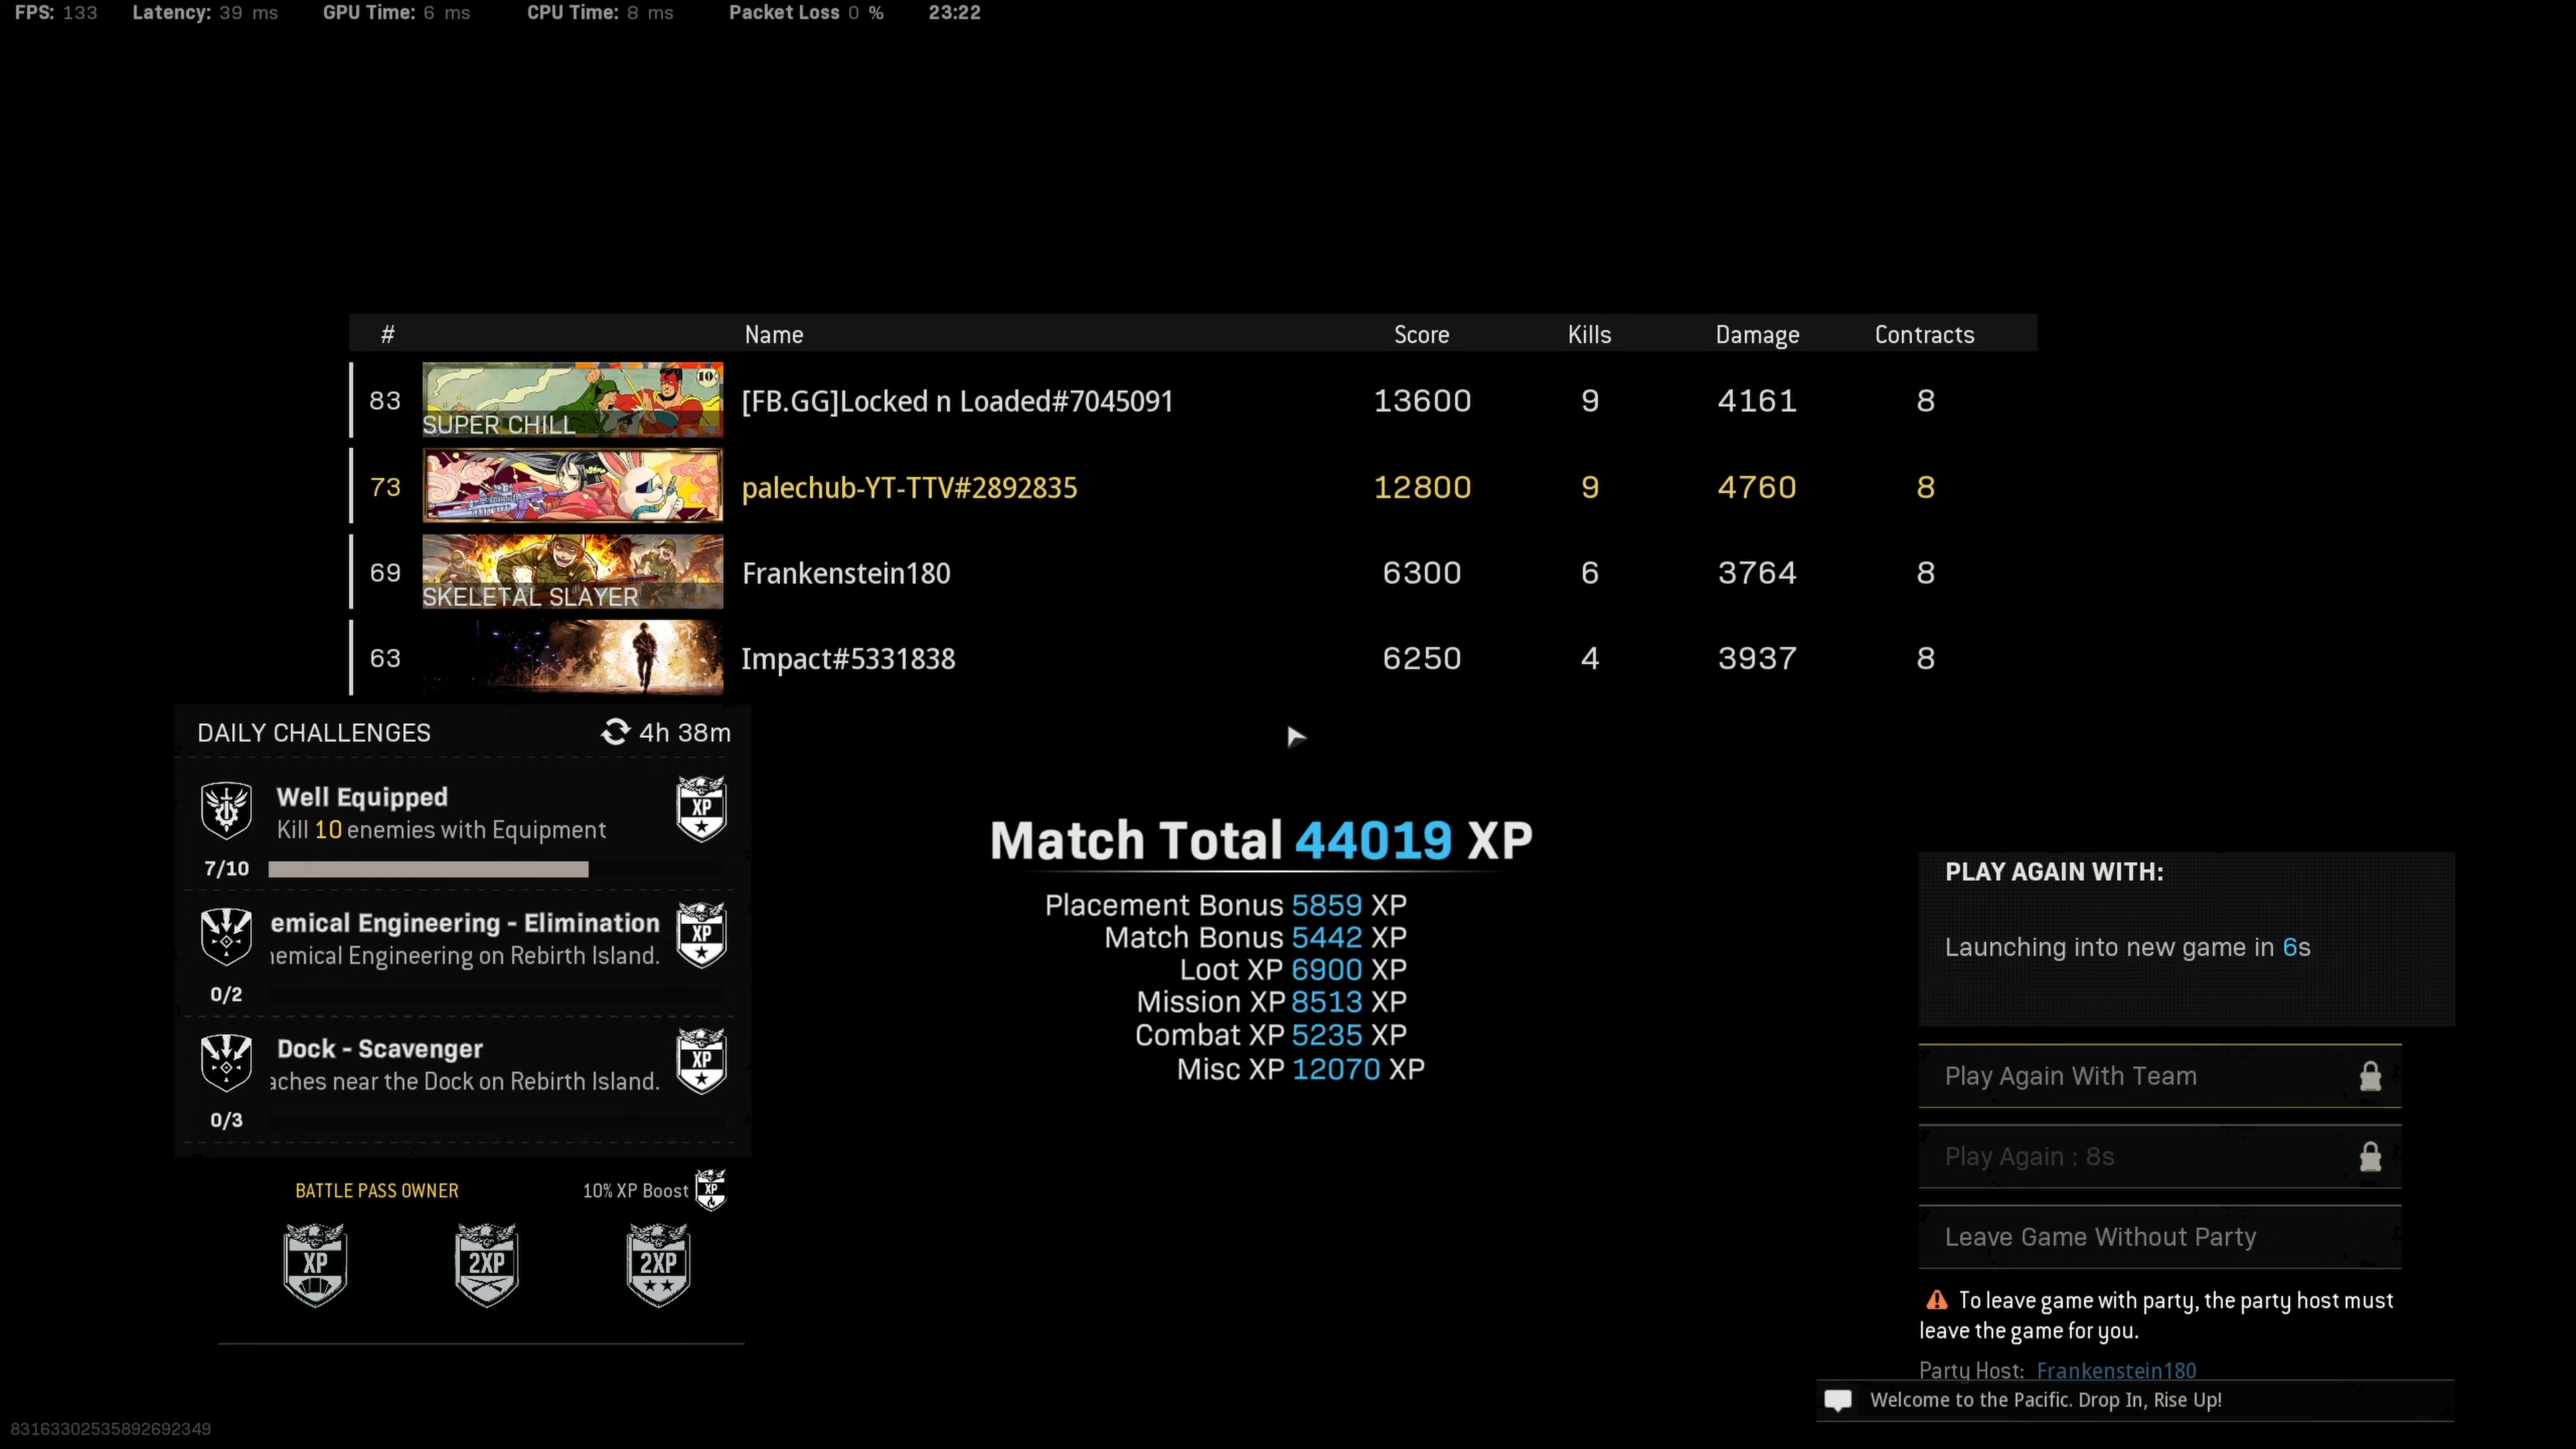 FPS: 133 Latency: 39 ms GPU Time: 6 ms CPU Time: 8 ms Packet Loss 0 % 23:22
# Name Score Kills Damage Contracts
83 SUPER CHILL [FB.GG]Locked n Loaded#7045091 13600 9 4161 8
73 palechub-YT-TTV#2892835 12800 9 4760 8
69 SKELETAL SLAYER Frankenstein180 6300 6 3764 8
63 Impact#5331838 6250 4 3937 8
DAILY CHALLENGES 4h 38m
Well Equipped
XP
Kill 10 enemies with Equipment
7/10
emical Engineering - Elimination
XP
hemical Engineering on Rebirth Island.
0/2
Dock - Scavenger
XP
aches near the Dock on Rebirth Island.
0/3
BATTLE PASS OWNER 10% XP Boost XP
XP 2XP 2XP
Match Total 44019 XP
Placement Bonus 5859 XP
Match Bonus 5442 XP
Loot XP 6900 XP
Mission XP 8513 XP
Combat XP 5235 XP
Misc XP 12070 XP
PLAY AGAIN WITH:
Launching into new game in 6s
Play Again With Team
Play Again : 8s
Leave Game Without Party
To leave game with party, the party host must
leave the game for you.
Party Host: Frankenstein180
Welcome to the Pacific. Drop In, Rise Up!
83163302535892692349